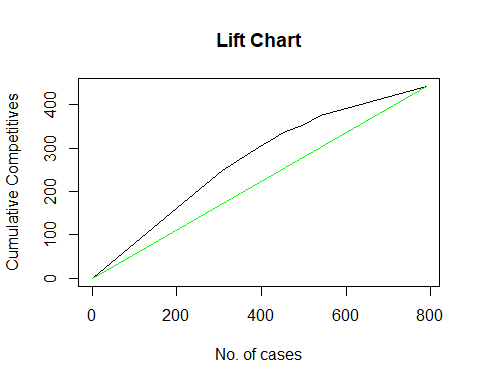 Lift Chart
Cumulative Competitives
400
300
200
100
0
0 200 400 600 800
No. of cases